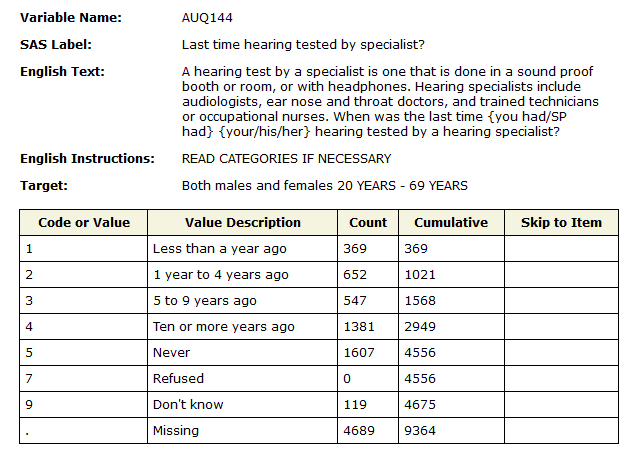 Variable Name: AUQ144
SAS Label: Last time hearing tested by specialist?
English Text: A hearing test by a specialist is one that is done in a sound proof
booth or room, or with headphones. Hearing specialists include
audiologists, ear nose and throat doctors, and trained technicians
or occupational nurses. When was the last time {you had/SP
had} {your/his/her} hearing tested by a hearing specialist?
English Instructions: READ CATEGORIES IF NECESSARY
Target: Both males and females 20 YEARS - 69 YEARS
Code or Value Value Description Count Cumulative Skip to Item
1 Less than a year ago 369 369
2 1 year to 4 years ago 652 1021
3 5 to 9 years ago 547 1568
4 Ten or more years ago 1381 2949
5 Never 1607 4556
7 Refused 0 4556
9 Don't know 119 4675
. Missing 4689 9364